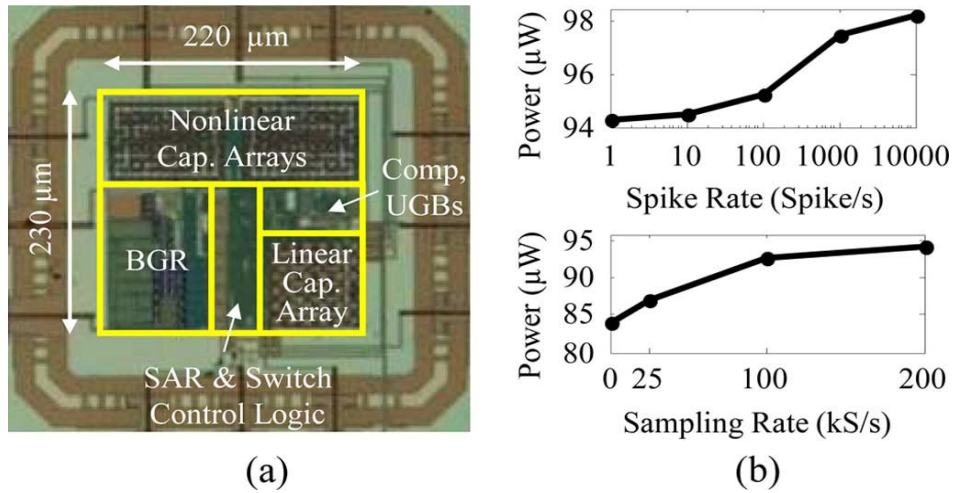 220 µm
230 µm
Nonlinear
Cap. Arrays
Comp,
UGBs
BGR
Linear
Cap.
Array
SAR & Switch
Control Logic
(a)
Power (µW)
98
96
94
1 10 100 1000 10000
Spike Rate (Spike/s)
Power (µW)
95
90
85
80
0 25 100 200
Sampling Rate (kS/s)
(b)